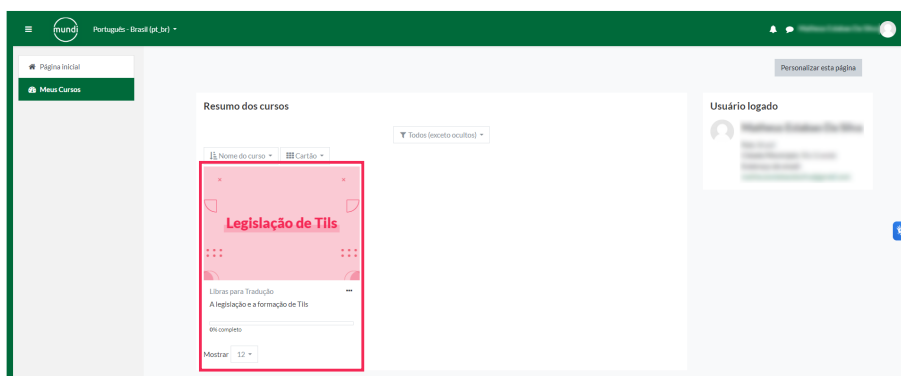 mundi
Português - Brasil (pt_br)
Página inicial
Meus Cursos
Personalizar esta página
Resumo dos cursos
Todos (exceto ocultos)
Nome do curso
Cartão
Legislação de Tils
Libras para Tradução
A legislação e a formação de Tils
0% completo
Mostrar 12
Usuário logado